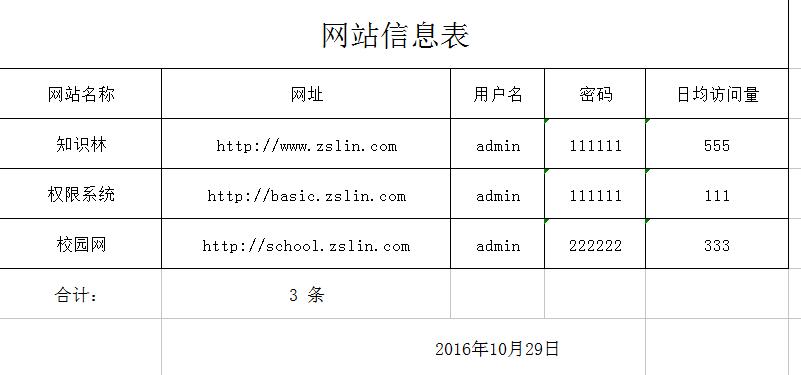 网站信息表
网站名称 网址 用户名 密码 日均访问量
知识林 http://www.zslin.com admin 111111 555
权限系统 http://basic.zslin.com admin 111111 111
校园网 http://school.zslin.com admin 222222 333
合计： 3 条
2016年10月29日